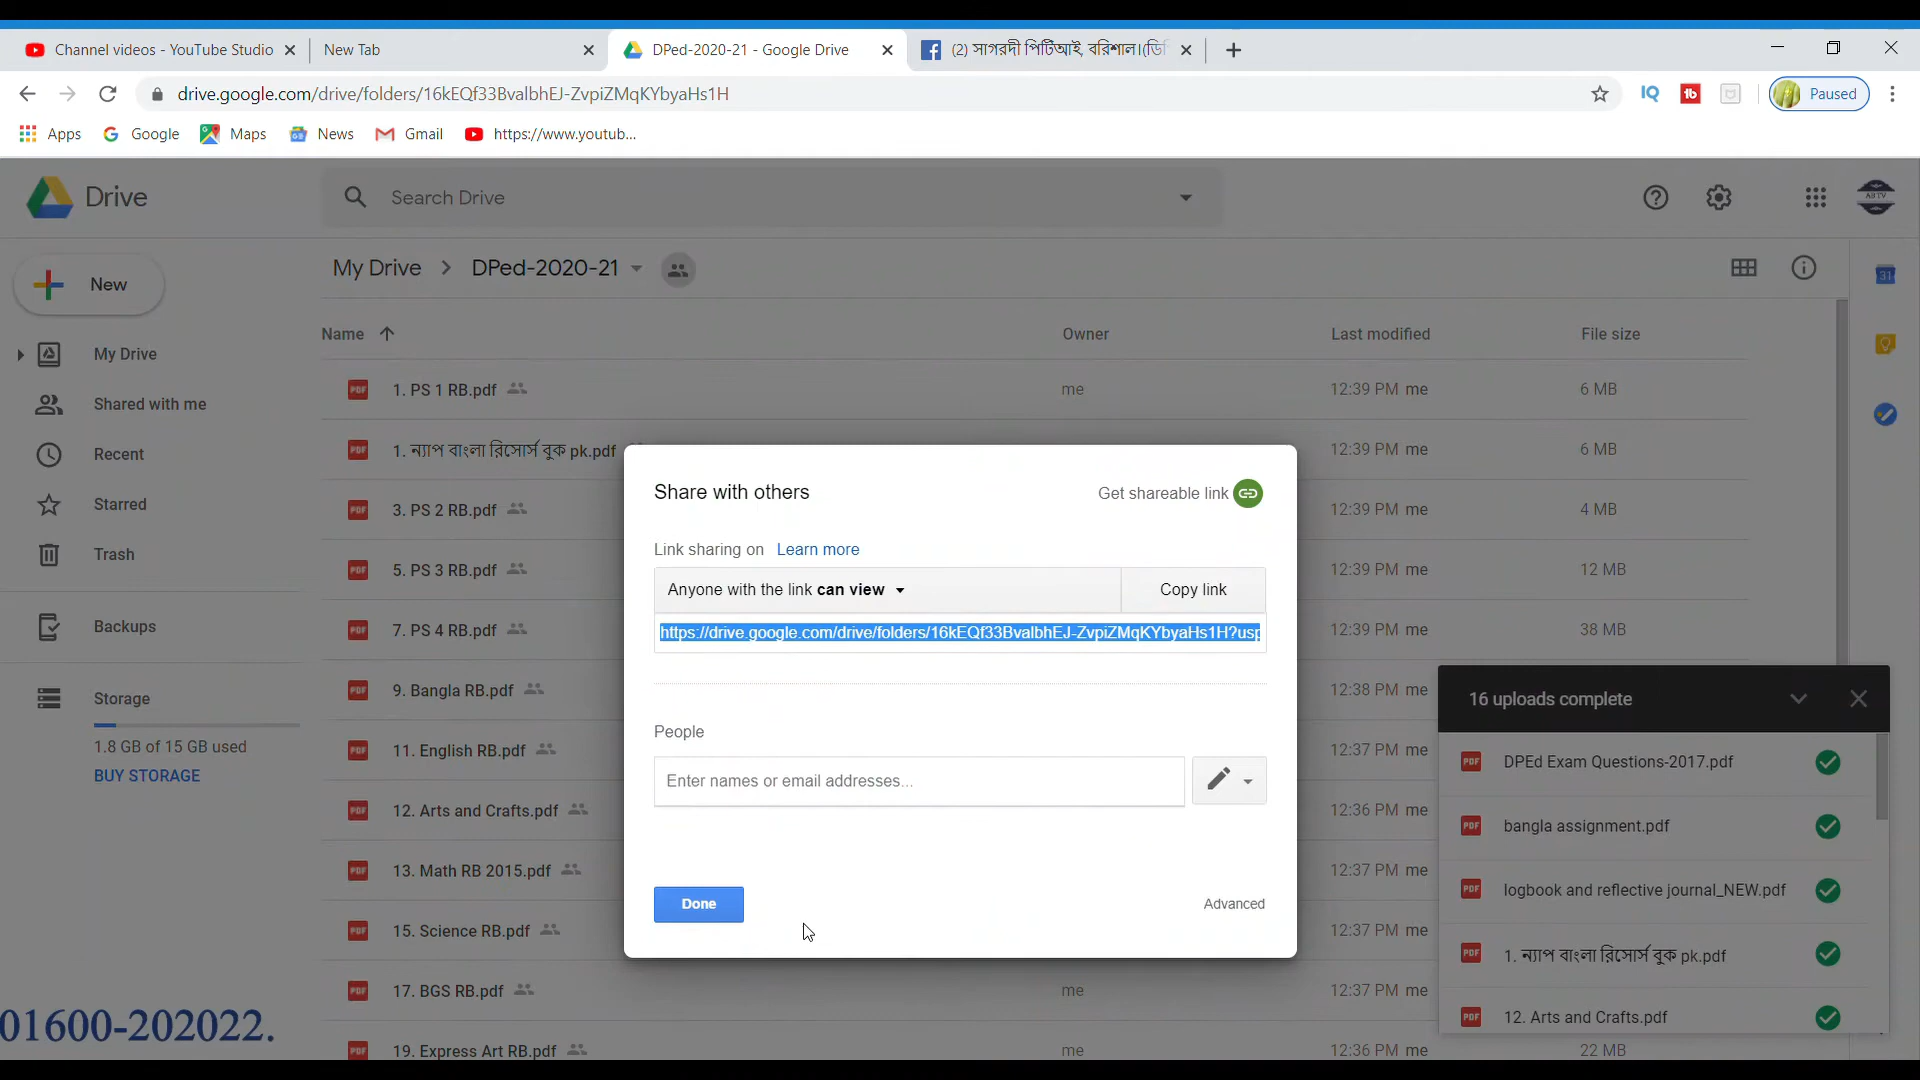 Channel videos - YouTube Studio
New Tab
DPed-2020-21 - Google Drive
(2) সাগরদী পিটিআই, বরিশাল।(ডি
drive.google.com/drive/folders/16kEQf33BvalbhEJ-ZvpiZMqKYbyaHs1H
Paused
Apps
Google
Maps
News
Gmail
https://www.youtub...
Drive
Search Drive
New
My Drive > DPed-2020-21
Name
Owner
Last modified
File size
My Drive
Shared with me
Recent
Starred
Trash
Backups
Storage
1.8 GB of 15 GB used
BUY STORAGE
1. PS 1 RB.pdf
me
12:39 PM me
6 MB
1. ন্যাপ বাংলা রিসোর্স বুক pk.pdf
12:39 PM me
6 MB
3. PS 2 RB.pdf
12:39 PM me
4 MB
5. PS 3 RB.pdf
12:39 PM me
12 MB
7. PS 4 RB.pdf
12:39 PM me
38 MB
9. Bangla RB.pdf
12:38 PM me
11. English RB.pdf
12:37 PM me
12. Arts and Crafts.pdf
12:36 PM me
13. Math RB 2015.pdf
12:37 PM me
15. Science RB.pdf
12:37 PM me
17. BGS RB.pdf
me
12:37 PM me
19. Express Art RB.pdf
me
12:36 PM me
22 MB
Share with others
Get shareable link
Link sharing on Learn more
Anyone with the link can view
Copy link
https://drive.google.com/drive/folders/16kEQf33BvalbhEJ-ZvpiZMqKYbyaHs1H?usp
People
Enter names or email addresses...
Done
Advanced
16 uploads complete
DPEd Exam Questions-2017.pdf
bangla assignment.pdf
logbook and reflective journal_NEW.pdf
1. ন্যাপ বাংলা রিসোর্স বুক pk.pdf
12. Arts and Crafts.pdf
01600-202022.